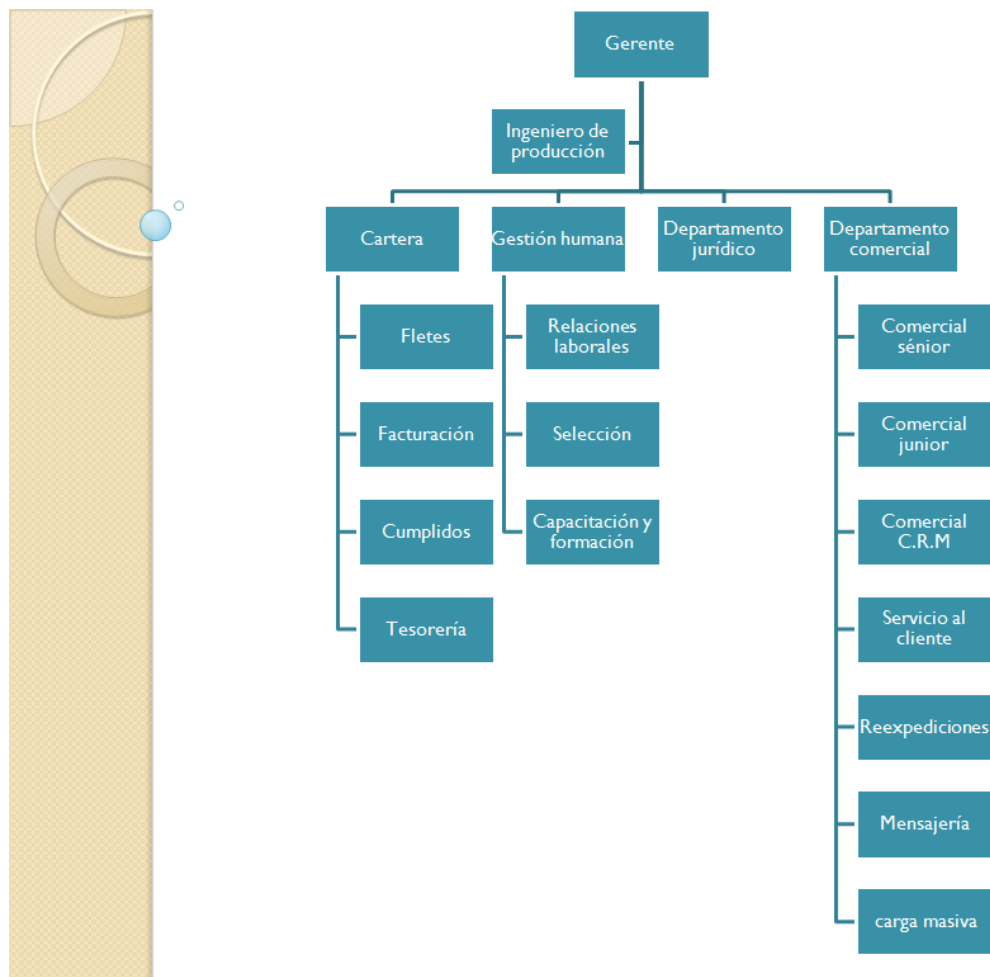 Gerente
Ingeniero de
producción
Cartera
Gestión humana
Departamento
jurídico
Departamento
comercial
Fletes
Facturación
Cumplidos
Tesorería
Relaciones
laborales
Selección
Capacitación y
formación
Comercial
sénior
Comercial
junior
Comercial
C.R.M
Servicio al
cliente
Reexpediciones
Mensajería
carga masiva